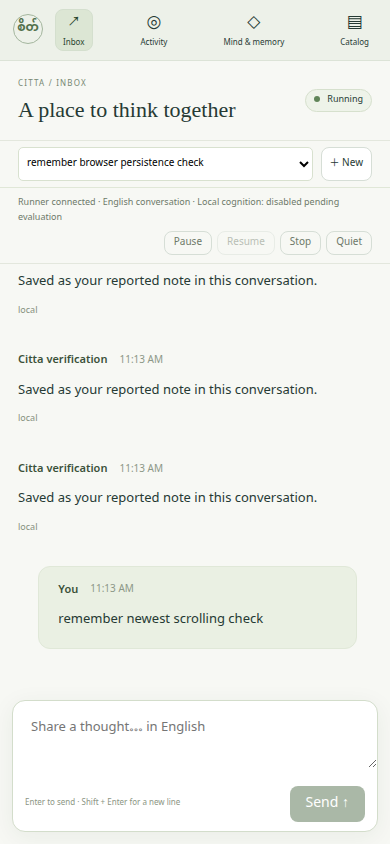 စိတ်
Inbox
Activity
Mind & memory
Catalog
CITTA / INBOX
A place to think together
Running
remember browser persistence check
+ New
Runner connected · English conversation · Local cognition: disabled pending
evaluation
Pause
Resume
Stop
Quiet
Saved as your reported note in this conversation.
local
Citta verification 11:13 AM
Saved as your reported note in this conversation.
local
Citta verification 11:13 AM
Saved as your reported note in this conversation.
local
You 11:13 AM
remember newest scrolling check
Share a thought… in English
Enter to send · Shift + Enter for a new line
Send ↑